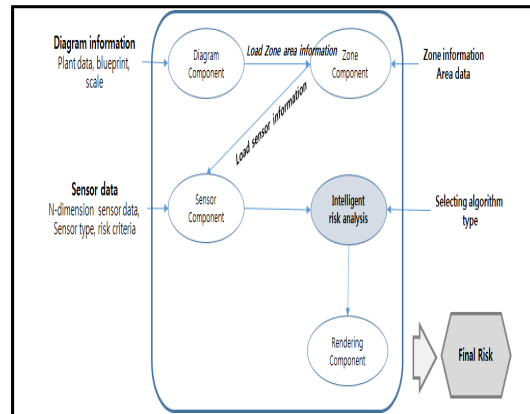 Diagram information
Plant data, blueprint,
scale
Diagram
Component
Load Zone area information
Zone
Component
Zone information
Area data
Load sensor information
Sensor data
N-dimension sensor data,
Sensor type, risk criteria
Sensor
Component
Intelligent
risk analysis
Selecting algorithm
type
Rendering
Component
Final Risk